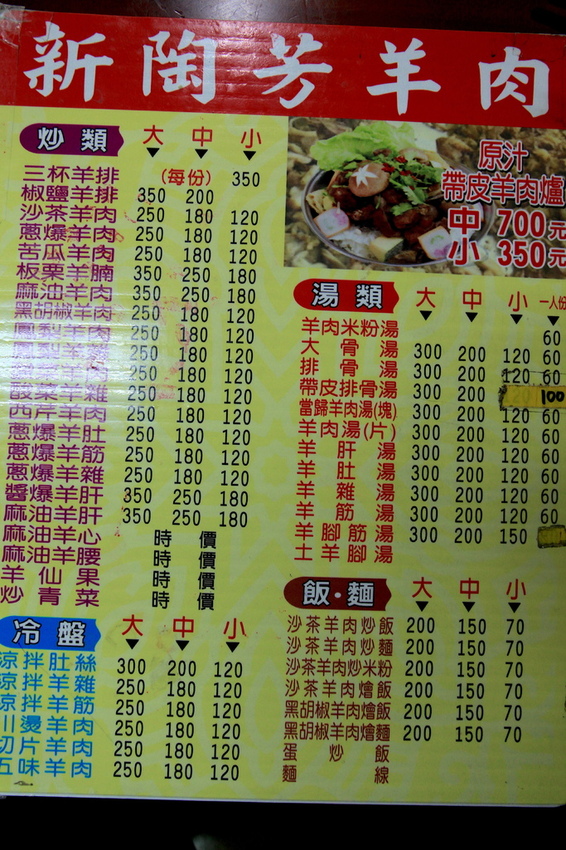 新陶芳羊肉
炒類 大 中 小
三杯羊排 (每份) 350
椒鹽羊排 350 200
沙茶羊肉 250 180 120
蔥爆羊肉 250 180 120
苦瓜羊肉 250 180 120
板栗羊腩 350 250 180
麻油羊肉 350 250 180
黑胡椒羊肉 250 180 120
鳳梨羊肉 250 180 120
鳳梨羊 250 180 120
羊 250 180 120
酸菜羊雜 250 180 120
西芹羊肉 250 180 120
蔥爆羊肚 250 180 120
蔥爆羊筋 250 180 120
蔥爆羊雜 250 180 120
醬爆羊肝 350 250 180
麻油羊肝 350 250 180
麻油羊心 時價
麻油羊腰 時價
羊仙果 時價
炒青菜 時價
冷盤 大 中 小
涼拌肚絲 300 200 120
涼拌羊雜 250 180 120
涼拌羊筋 250 180 120
川燙羊肉 250 180 120
切片羊肉 250 180 120
五味羊肉 250 180 120
原汁
帶皮羊肉爐
中 700元
小 350元
湯類 大 中 小 一人份
羊肉米粉湯 60
大骨湯 300 200 120 60
排骨湯 300 200 120 60
帶皮排骨湯 300 200 100
當歸羊肉湯(塊) 300 200 120 60
羊肉湯(片) 300 200 120 60
羊肝湯 300 200 120 60
羊肚湯 300 200 120 60
羊雜湯 300 200 120 60
羊筋湯 300 200 120 60
羊腳筋湯 300 200 150
土羊腳湯
飯·麵 大 中 小
沙茶羊肉炒飯 200 150 70
沙茶羊肉炒麵 200 150 70
沙茶羊肉炒米粉 200 150 70
沙茶羊肉燴飯 200 150 70
黑胡椒羊肉燴飯 200 150 70
黑胡椒羊肉燴麵 200 150 70
蛋炒飯
麵線